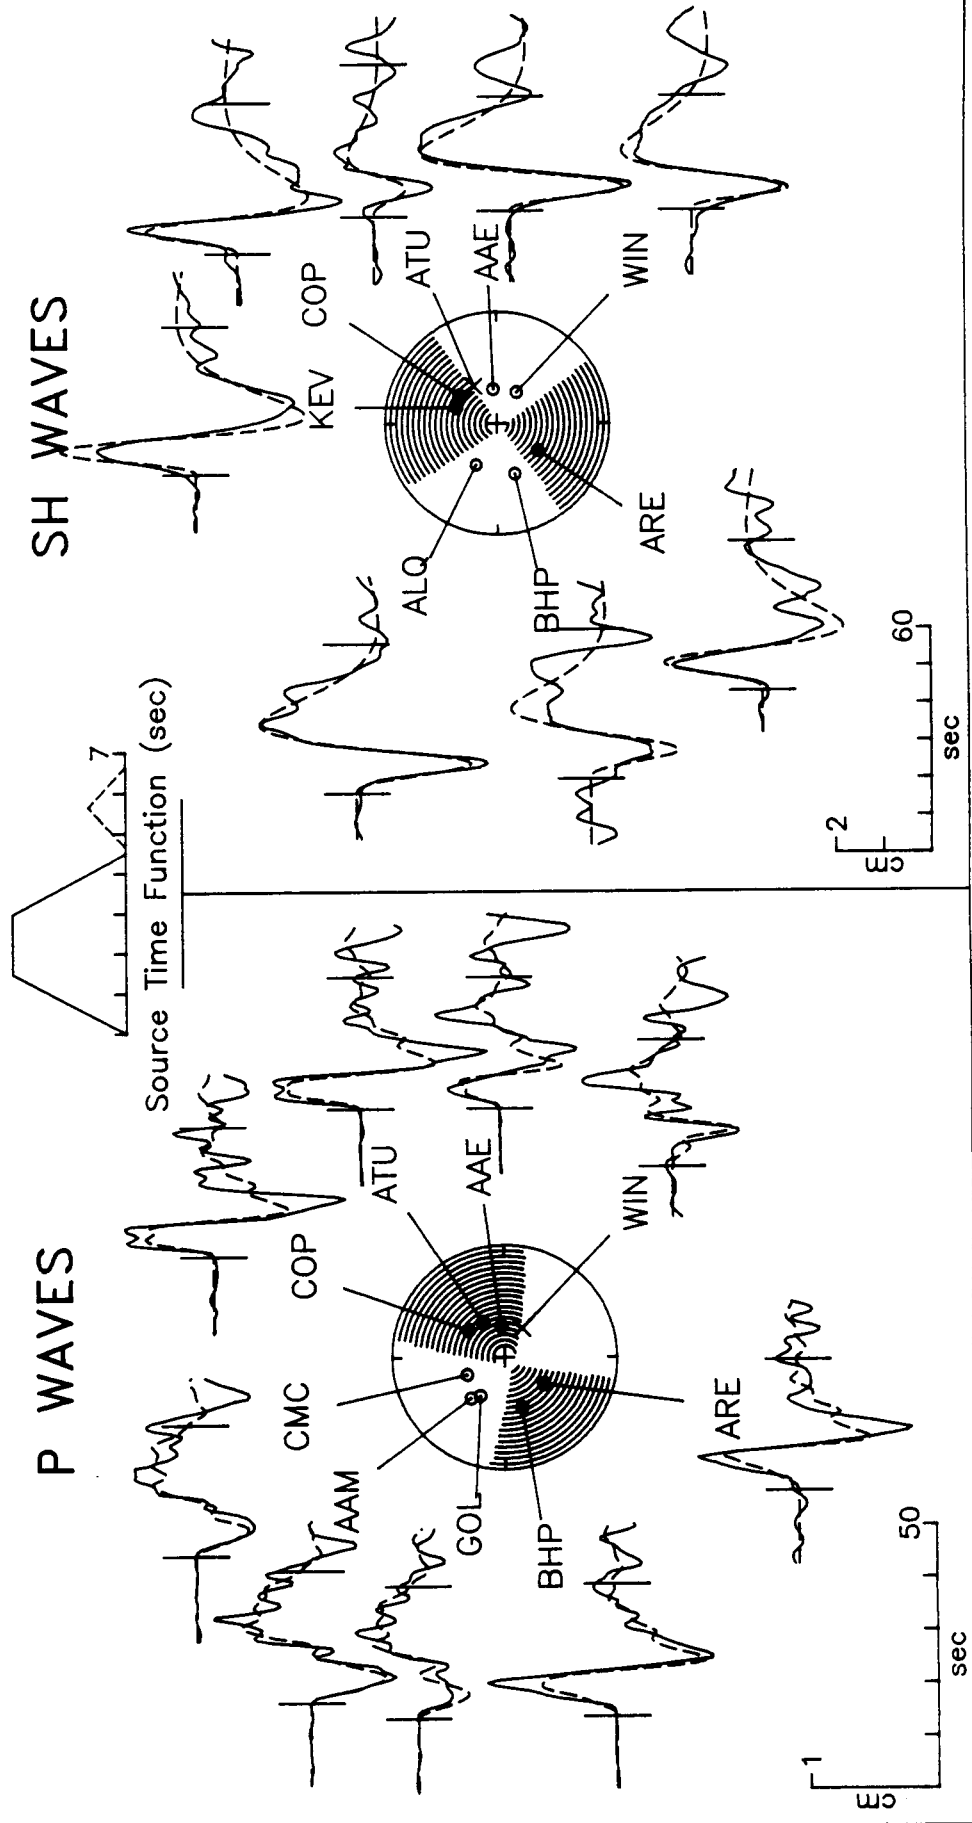 P WAVES
SH WAVES
7
Source Time Function (sec)
CMC
COP
ATU
AAE
WIN
AAM
GOL
BHP
ARE
1
cm
50
sec
KEV
COP
ATU
AAE
WIN
ALQ
BHP
ARE
2
cm
60
sec